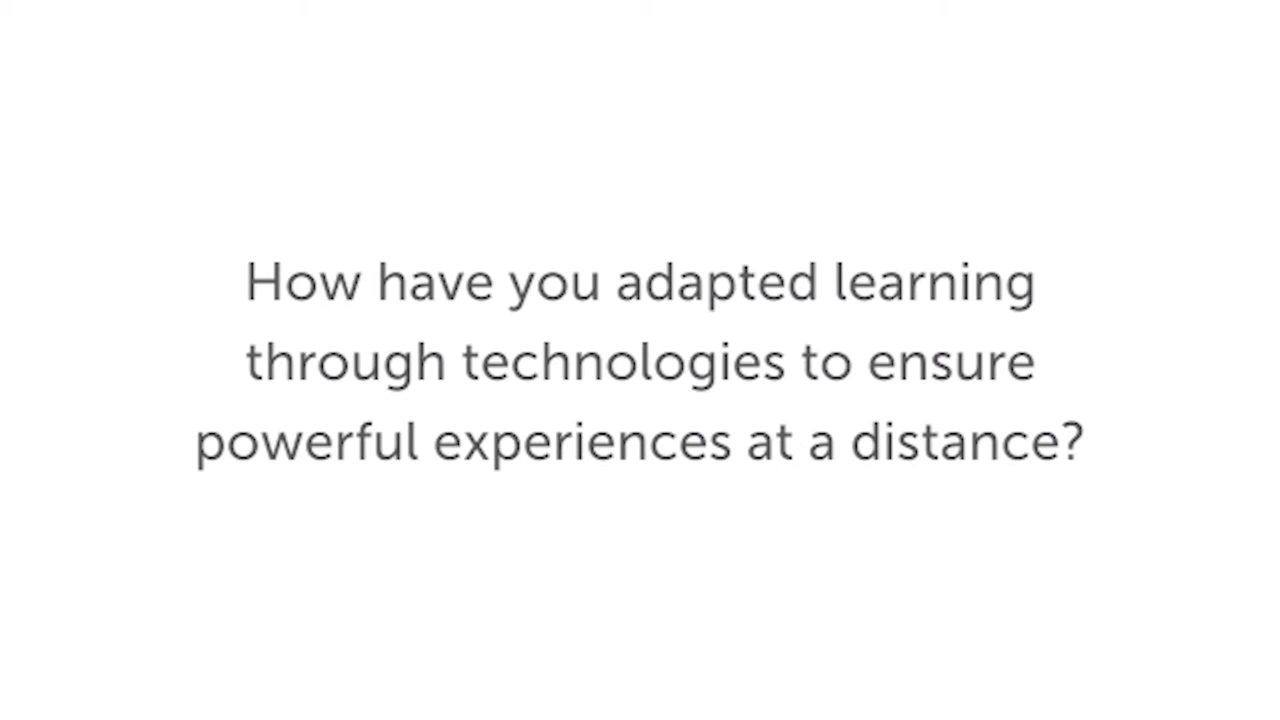 How have you adapted learning
through technologies to ensure
powerful experiences at a distance?